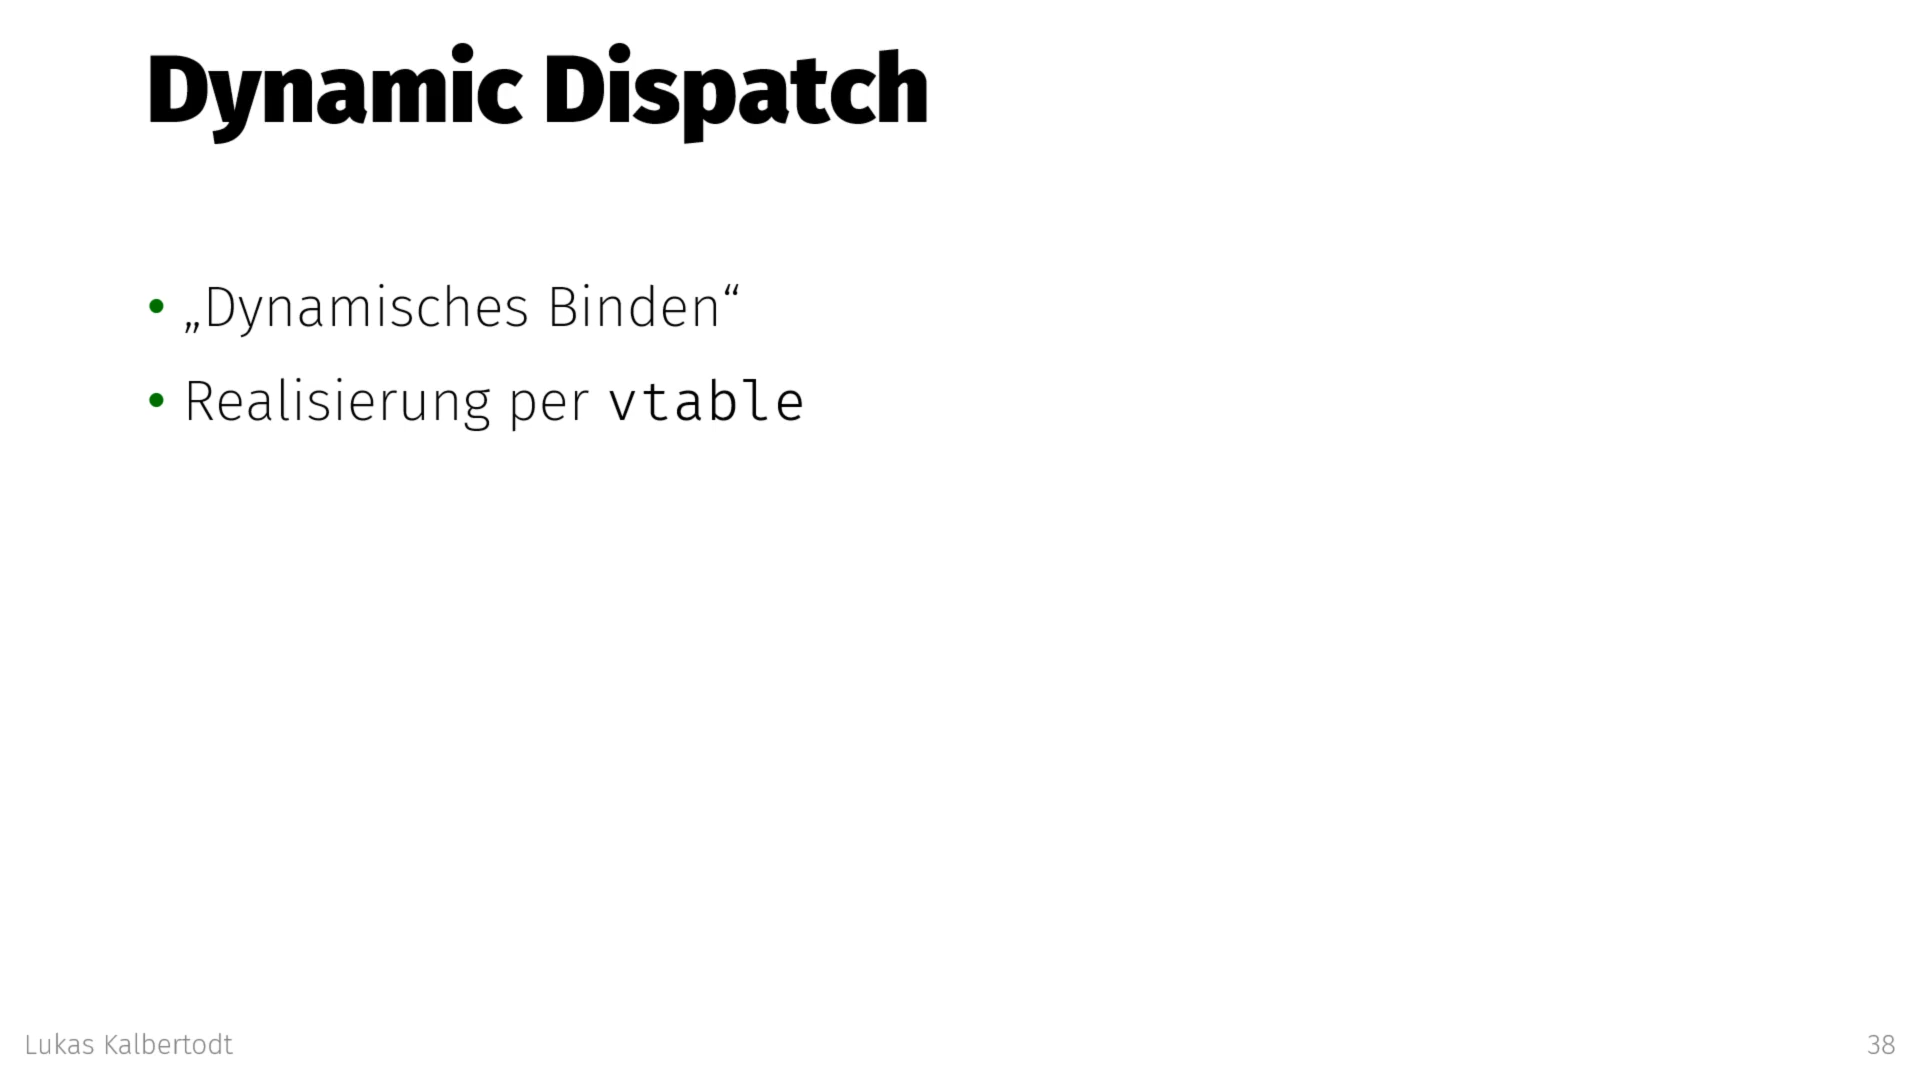 Dynamic Dispatch
• „Dynamisches Binden“
• Realisierung per vtable
Lukas Kalbertodt
38